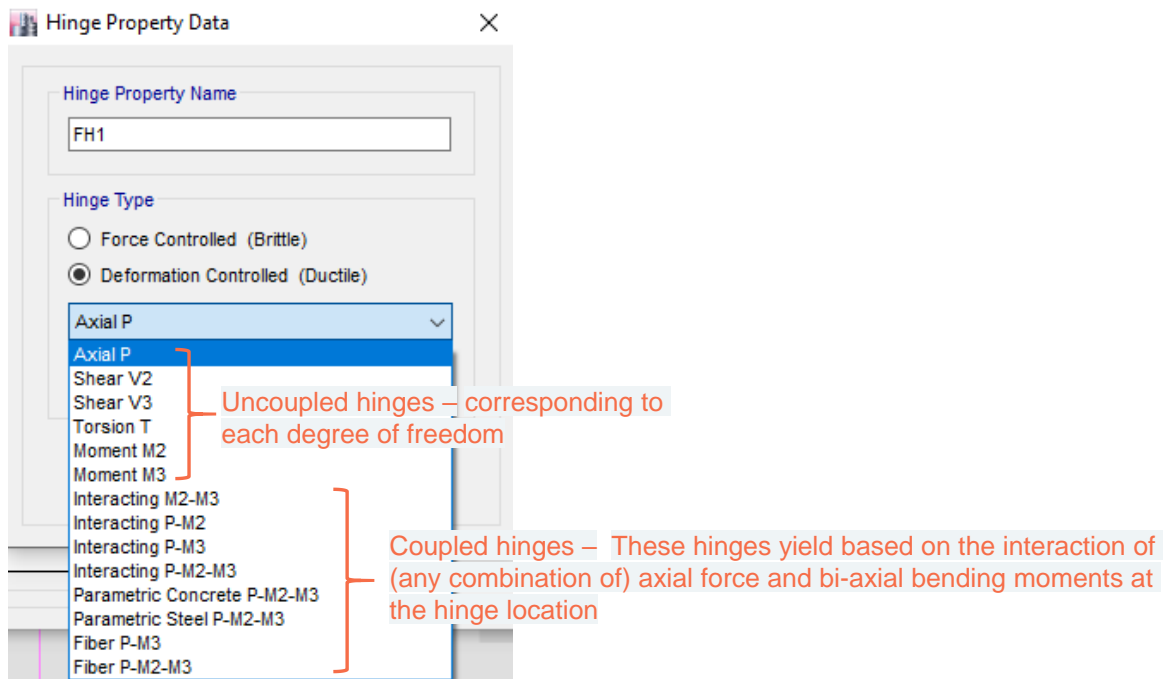 Hinge Property Data
Hinge Property Name
FH1
Hinge Type
Force Controlled (Brittle)
Deformation Controlled (Ductile)
Axial P
Axial P
Shear V2
Shear V3
Torsion T
Moment M2
Moment M3
Uncoupled hinges – corresponding to
each degree of freedom
Interacting M2-M3
Interacting P-M2
Interacting P-M3
Interacting P-M2-M3
Parametric Concrete P-M2-M3
Parametric Steel P-M2-M3
Fiber P-M3
Fiber P-M2-M3
Coupled hinges – These hinges yield based on the interaction of
(any combination of) axial force and bi-axial bending moments at
the hinge location